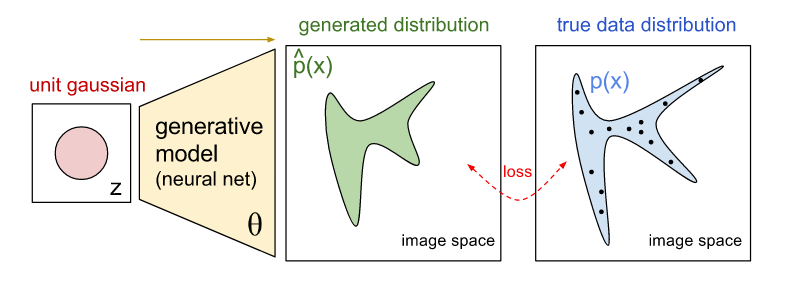 generated distribution
true data distribution
unit gaussian
z
generative
model
(neural net)
θ
p̂(x)
image space
loss
p(x)
image space